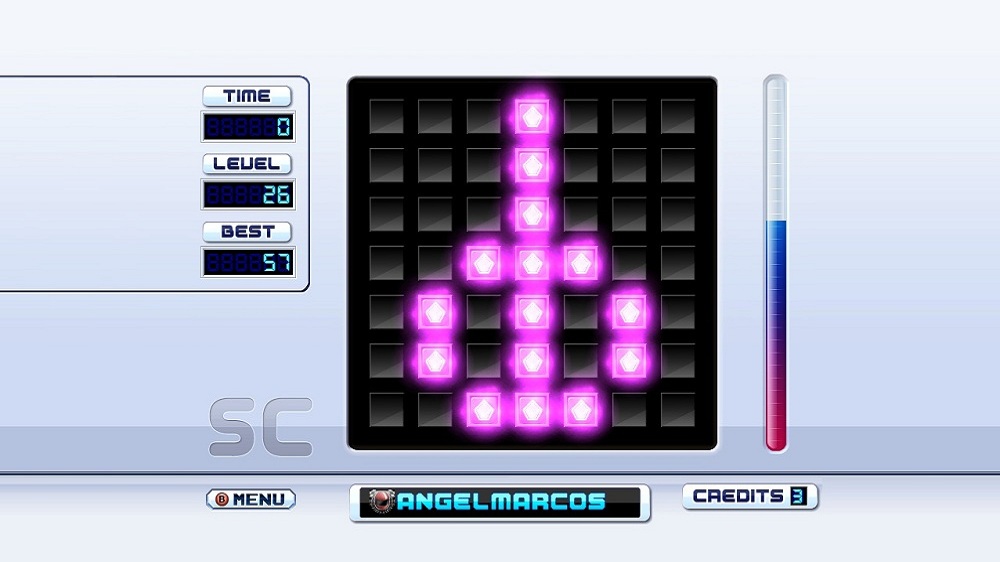 TIME
0
LEVEL
26
BEST
57
SC
B MENU
ANGELMARCOS
CREDITS 3